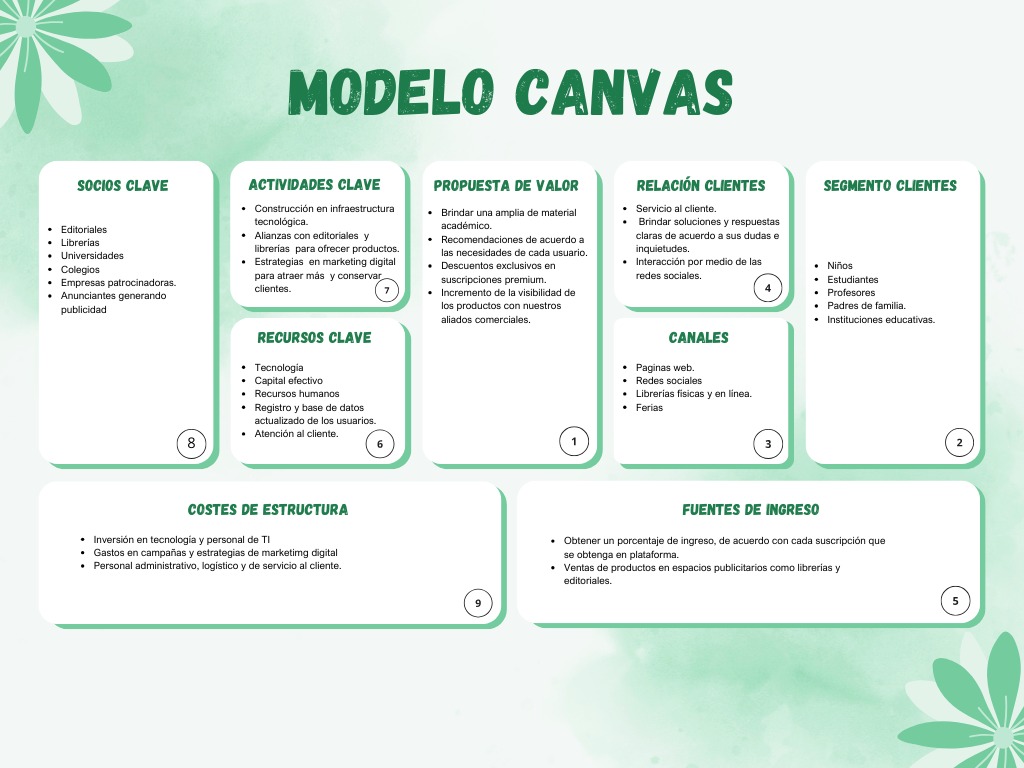 MODELO CANVAS
SOCIOS CLAVE
• Editoriales
• Librerías
• Universidades
• Colegios
• Empresas patrocinadoras.
• Anunciantes generando
publicidad
8
ACTIVIDADES CLAVE
• Construcción en infraestructura
tecnológica.
• Alianzas con editoriales y
librerías para ofrecer productos.
• Estrategias en marketing digital
para atraer más y conservar
clientes.
7
RECURSOS CLAVE
• Tecnología
• Capital efectivo
• Recursos humanos
• Registro y base de datos
actualizado de los usuarios.
• Atención al cliente.
6
PROPUESTA DE VALOR
• Brindar una amplia de material
académico.
• Recomendaciones de acuerdo a
las necesidades de cada usuario.
• Descuentos exclusivos en
suscripciones premium.
• Incremento de la visibilidad de
los productos con nuestros
aliados comerciales.
1
RELACIÓN CLIENTES
• Servicio al cliente.
• Brindar soluciones y respuestas
claras de acuerdo a sus dudas e
inquietudes.
• Interacción por medio de las
redes sociales.
4
CANALES
• Paginas web.
• Redes sociales
• Librerías físicas y en línea.
• Ferias
3
SEGMENTO CLIENTES
• Niños
• Estudiantes
• Profesores
• Padres de familia.
• Instituciones educativas.
2
COSTES DE ESTRUCTURA
• Inversión en tecnología y personal de TI
• Gastos en campañas y estrategias de marketimg digital
• Personal administrativo, logístico y de servicio al cliente.
9
FUENTES DE INGRESO
• Obtener un porcentaje de ingreso, de acuerdo con cada suscripción que
se obtenga en plataforma.
• Ventas de productos en espacios publicitarios como librerías y
editoriales.
5